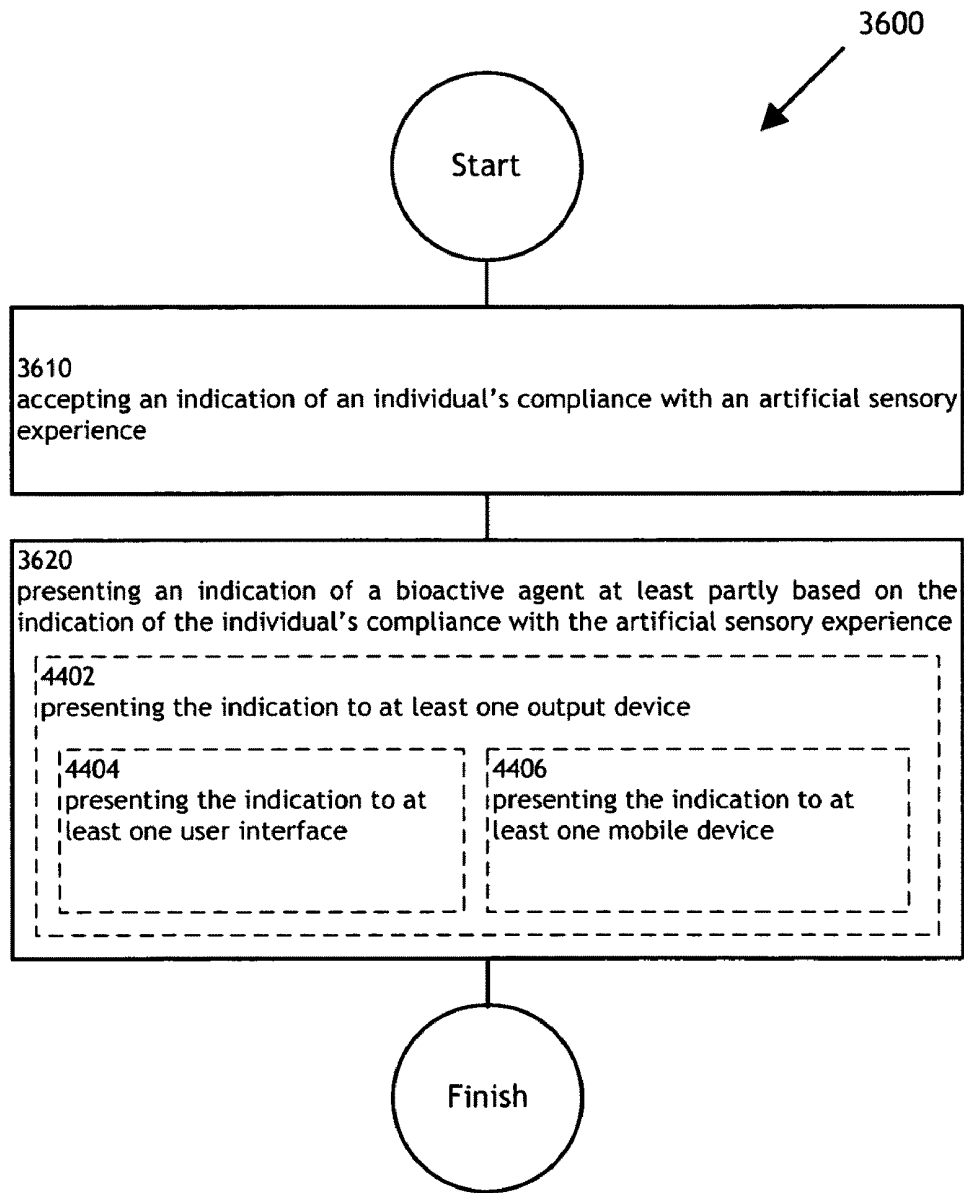 3600
Start
3610
accepting an indication of an individual's compliance with an artificial sensory
experience
3620
presenting an indication of a bioactive agent at least partly based on the
indication of the individual's compliance with the artificial sensory experience
4402
presenting the indication to at least one output device
4404
presenting the indication to at
least one user interface
4406
presenting the indication to at
least one mobile device
Finish